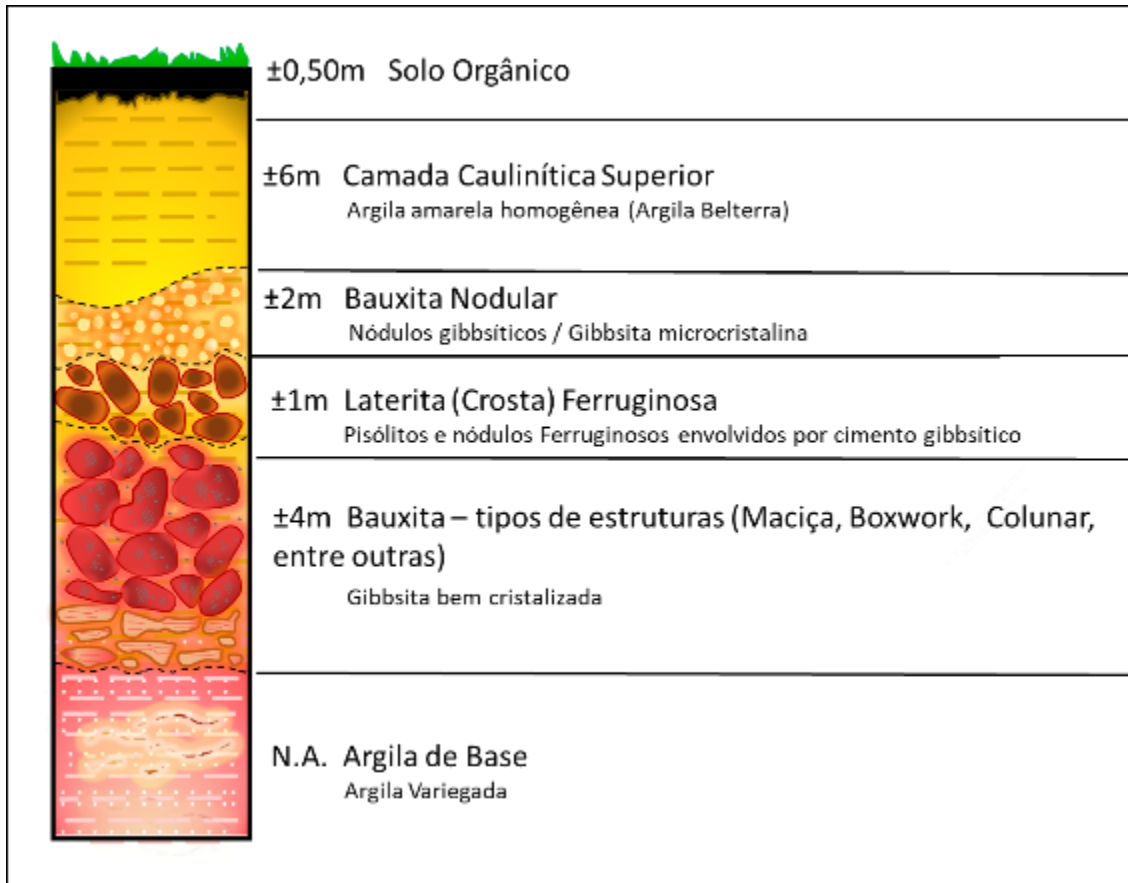 ±0,50m Solo Orgânico
±6m Camada Caulinítica Superior
Argila amarela homogênea (Argila Belterra)
±2m Bauxita Nodular
Nódulos gibbsíticos / Gibbsita microcristalina
±1m Laterita (Crosta) Ferruginosa
Pisólitos e nódulos Ferruginosos envolvidos por cimento gibbsítico
±4m Bauxita – tipos de estruturas (Maciça, Boxwork, Colunar,
entre outras)
Gibbsita bem cristalizada
N.A. Argila de Base
Argila Variegada